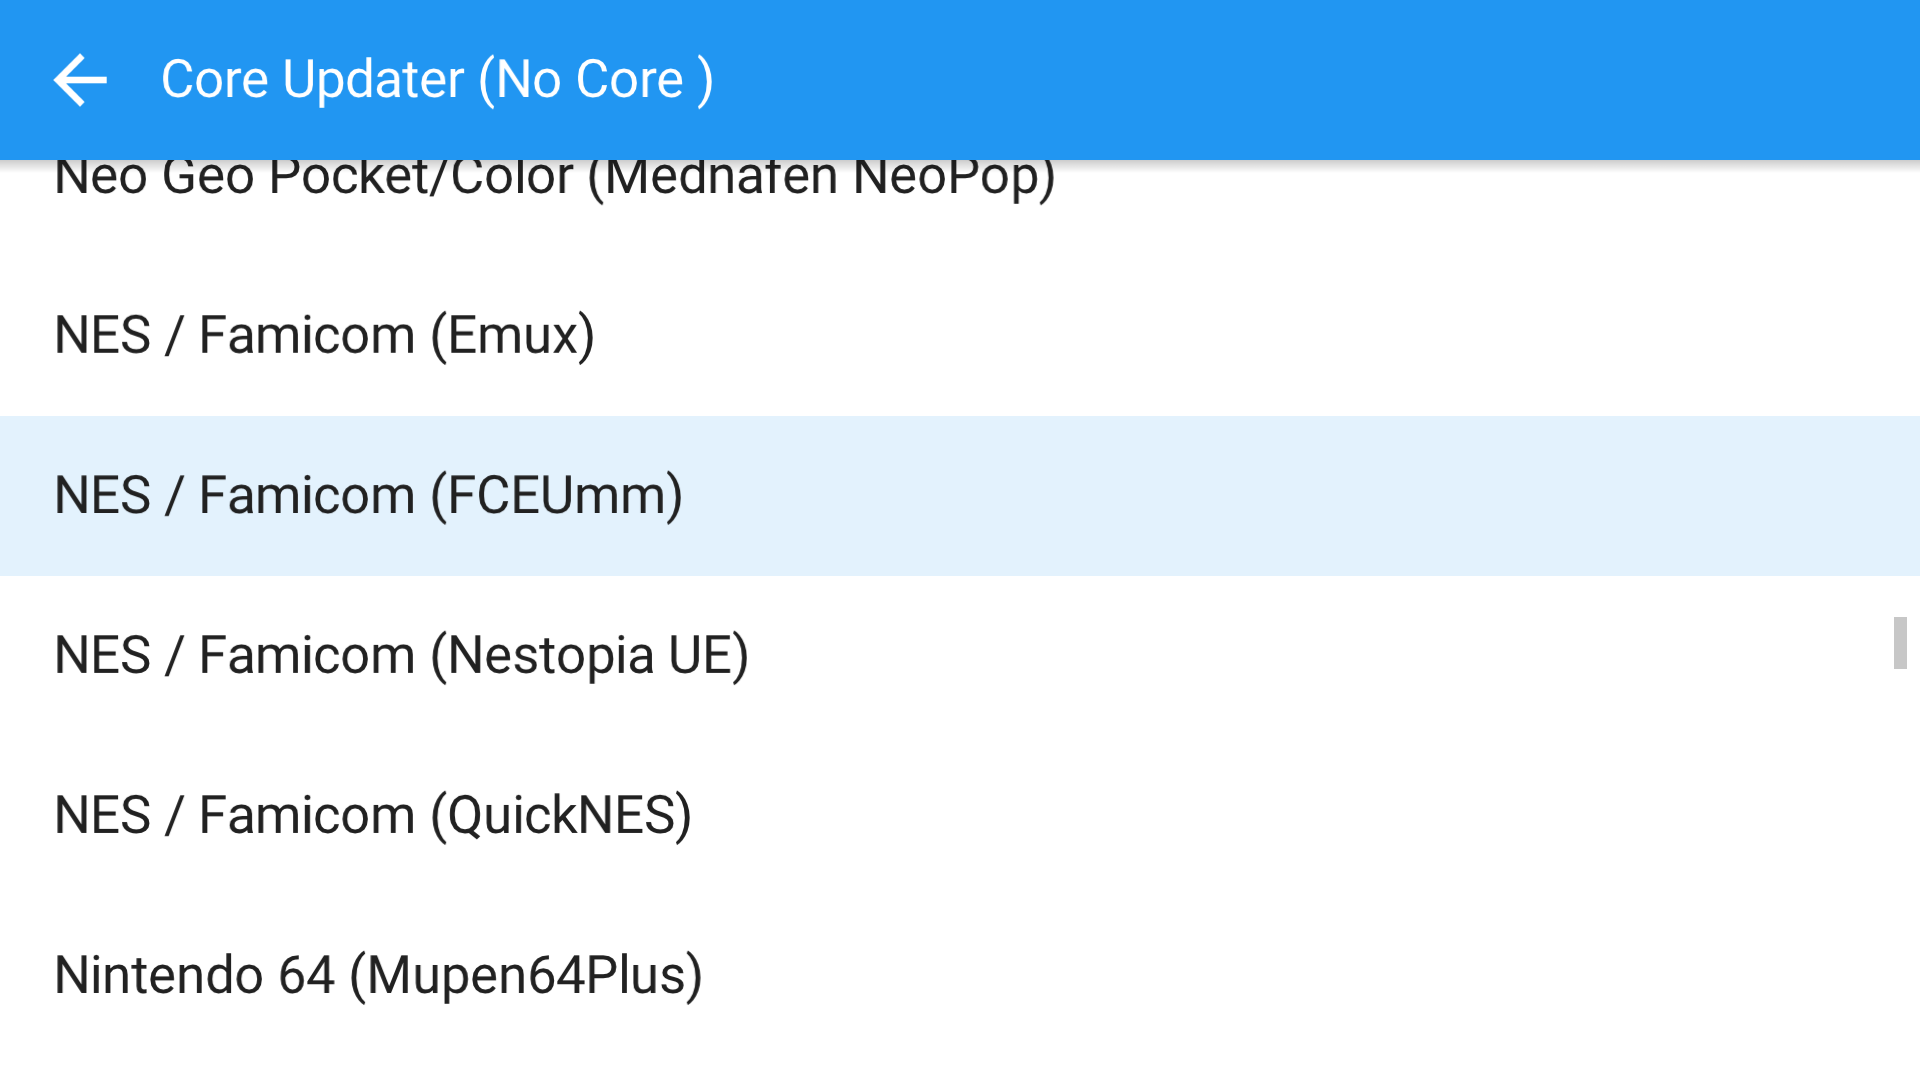 Core Updater (No Core )
Neo Geo Pocket/Color (Mednafen NeoPop)
NES / Famicom (Emux)
NES / Famicom (FCEUmm)
NES / Famicom (Nestopia UE)
NES / Famicom (QuickNES)
Nintendo 64 (Mupen64Plus)